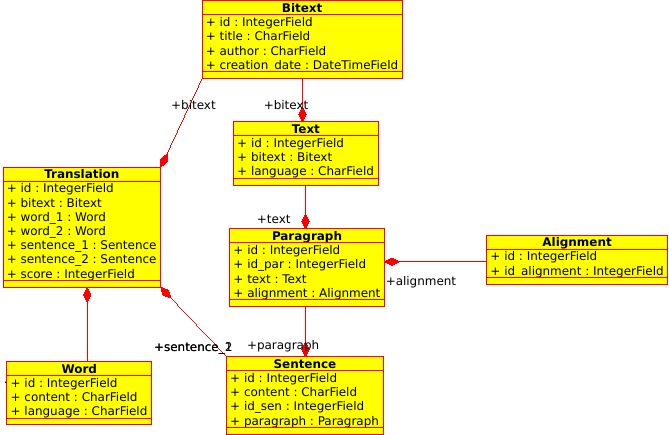 Bitext
+ id : IntegerField
+ title : CharField
+ author : CharField
+ creation_date : DateTimeField
+bitext
+bitext
Text
+ id : IntegerField
+ bitext : Bitext
+ language : CharField
Translation
+ id : IntegerField
+ bitext : Bitext
+ word_1 : Word
+ word_2 : Word
+ sentence_1 : Sentence
+ sentence_2 : Sentence
+ score : IntegerField
+text
Paragraph
+ id : IntegerField
+ id_par : IntegerField
+ text : Text
+ alignment : Alignment
Alignment
+ id : IntegerField
+ id_alignment : IntegerField
+alignment
+paragraph
Word
+ id : IntegerField
+ content : CharField
+ language : CharField
Sentence
+ id : IntegerField
+ content : CharField
+ id_sen : IntegerField
+ paragraph : Paragraph